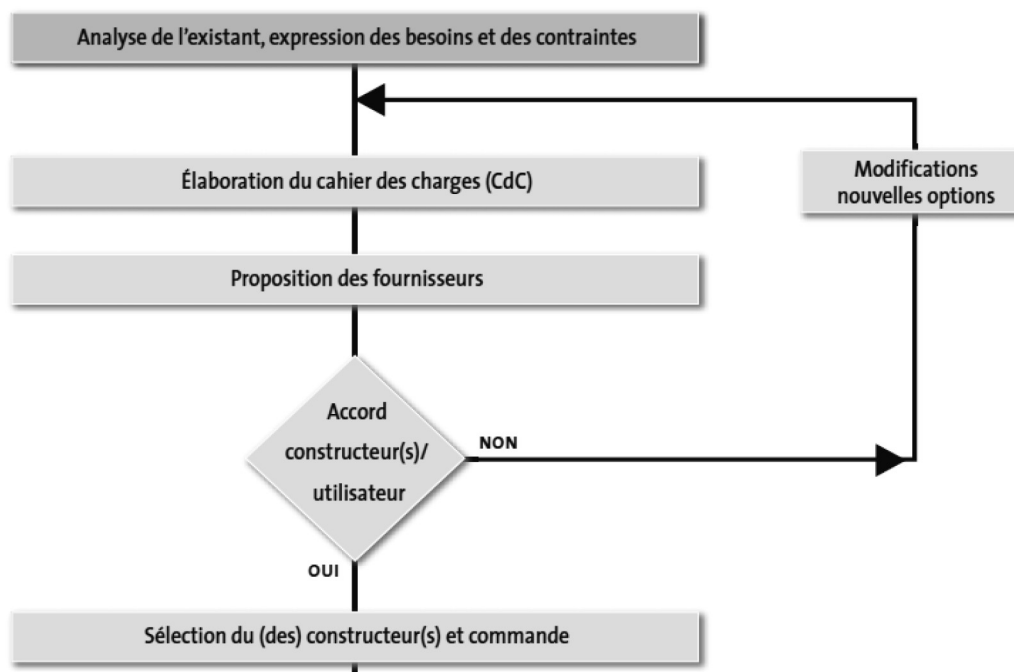 Analyse de l’existant, expression des besoins et des contraintes
Élaboration du cahier des charges (CdC)
Modifications
nouvelles options
Proposition des fournisseurs
Accord
constructeur(s)/
utilisateur
NON
OUI
Sélection du (des) constructeur(s) et commande